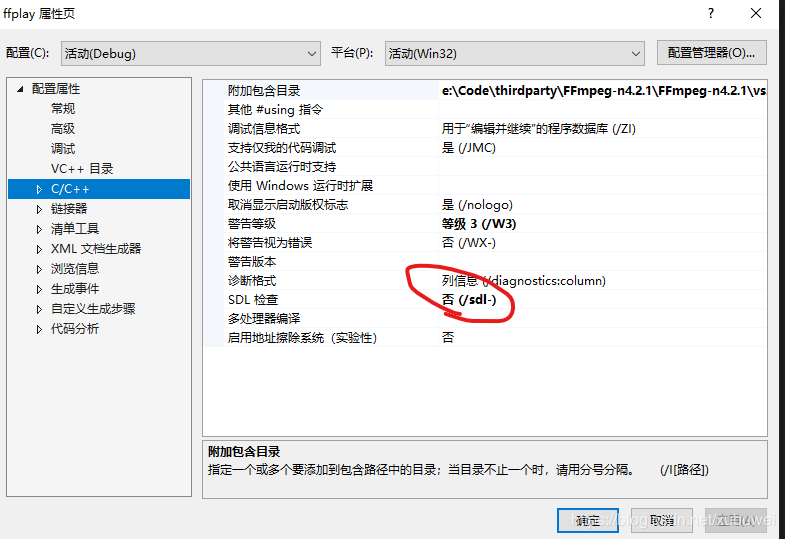 ffplay 属性页
?
配置(C):
活动(Debug)
平台(P):
活动(Win32)
配置管理器(O)...
配置属性
常规
高级
调试
VC++ 目录
C/C++
链接器
清单工具
XML 文档生成器
浏览信息
生成事件
自定义生成步骤
代码分析
附加包含目录 e:\Code\thirdparty\FFmpeg-n4.2.1\FFmpeg-n4.2.1\vs
其他 #using 指令
调试信息格式 用于“编辑并继续”的程序数据库 (/ZI)
支持仅我的代码调试 是 (/JMC)
公共语言运行时支持
使用 Windows 运行时扩展
取消显示启动版权标志 是 (/nologo)
警告等级 等级 3 (/W3)
将警告视为错误 否 (/WX-)
警告版本
诊断格式 列信息 (/diagnostics:column)
SDL 检查 否 (/sdl-)
多处理器编译
启用地址擦除系统（实验性） 否
附加包含目录
指定一个或多个要添加到包含路径中的目录；当目录不止一个时，请用分号分隔。 (/I[路径])
确定
取消